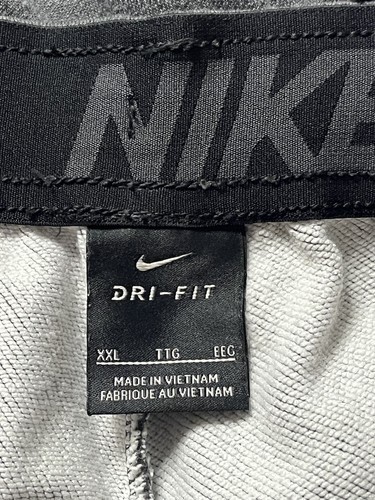 NIKE
DRI-FIT
XXL TTG EEG
MADE IN VIETNAM
FABRIQUE AU VIETNAM